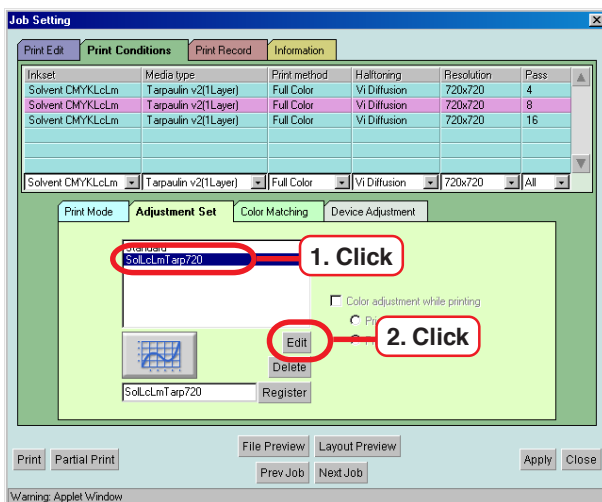 Job Setting
Print Edit Print Conditions Print Record Information
Inkset Media type Print method Halftoning Resolution Pass
Solvent CMYKLcLm Tarpaulin v2(1Layer) Full Color Vi Diffusion 720x720 4
Solvent CMYKLcLm Tarpaulin v2(1Layer) Full Color Vi Diffusion 720x720 8
Solvent CMYKLcLm Tarpaulin v2(1Layer) Full Color Vi Diffusion 720x720 16
Solvent CMYKLcLm Tarpaulin v2(1Layer) Full Color Vi Diffusion 720x720 All
Print Mode Adjustment Set Color Matching Device Adjustment
Standard
SolLcLmTarp720
1. Click
Color adjustment while printing
Edit
2. Click
Delete
SolLcLmTarp720 Register
File Preview Layout Preview
Print Partial Print Apply Close
Prev Job Next Job
Warning: Applet Window